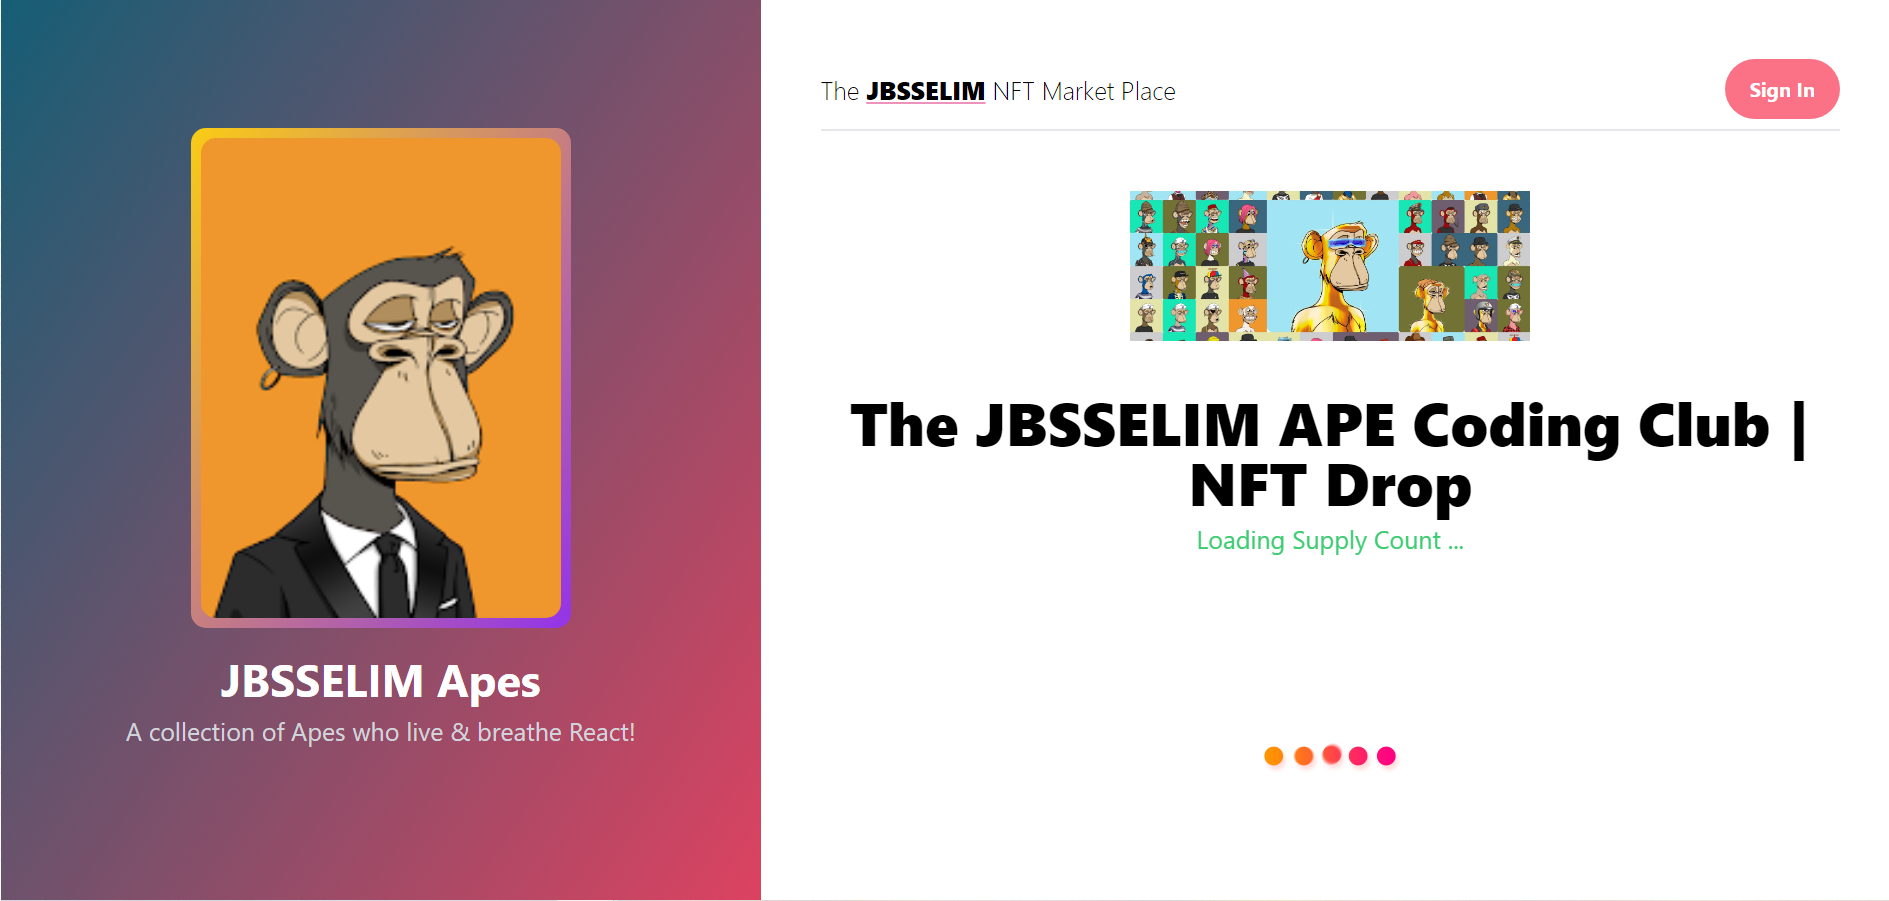 JBSSELIM Apes
A collection of Apes who live & breathe React!
The JBSSELIM NFT Market Place
Sign In
The JBSSELIM APE Coding Club |
NFT Drop
Loading Supply Count ...